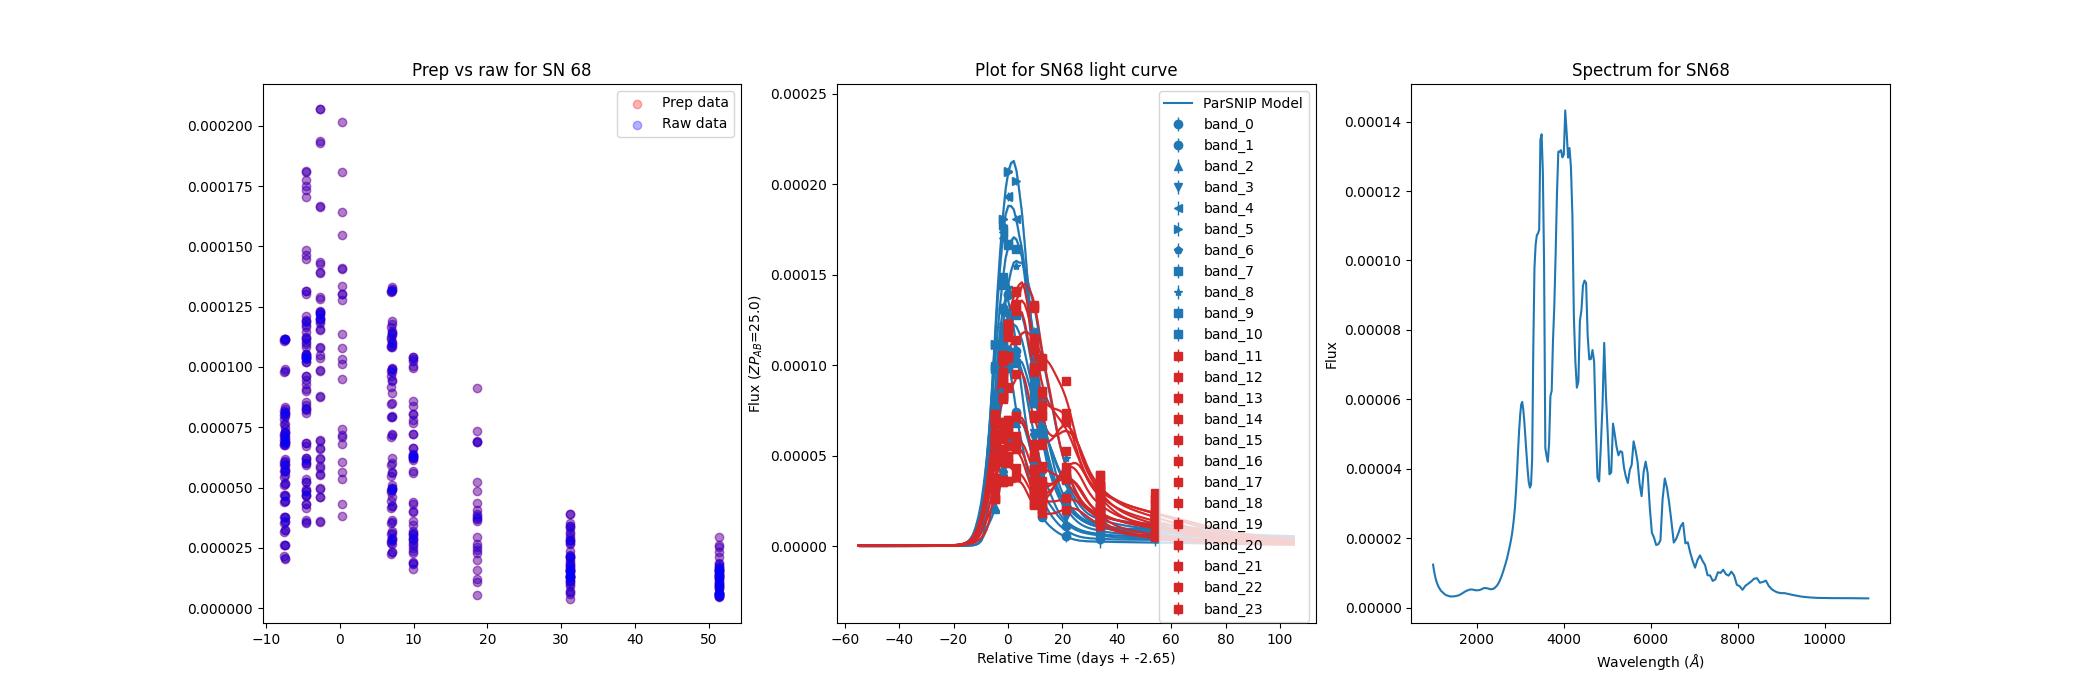 Prep vs raw for SN 68
Prep data
Raw data
0.000200
0.000175
0.000150
0.000125
0.000100
0.000075
0.000050
0.000025
0.000000
−10
0
10
20
30
40
50
Plot for SN68 light curve
ParSNIP Model
band_0
band_1
band_2
band_3
band_4
band_5
band_6
band_7
band_8
band_9
band_10
band_11
band_12
band_13
band_14
band_15
band_16
band_17
band_18
band_19
band_20
band_21
band_22
band_23
Flux (ZP_AB=25.0)
0.00025
0.00020
0.00015
0.00010
0.00005
0.00000
−60
−40
−20
0
20
40
60
80
100
Relative Time (days + -2.65)
Spectrum for SN68
Flux
0.00014
0.00012
0.00010
0.00008
0.00006
0.00004
0.00002
0.00000
2000
4000
6000
8000
10000
Wavelength (Å)